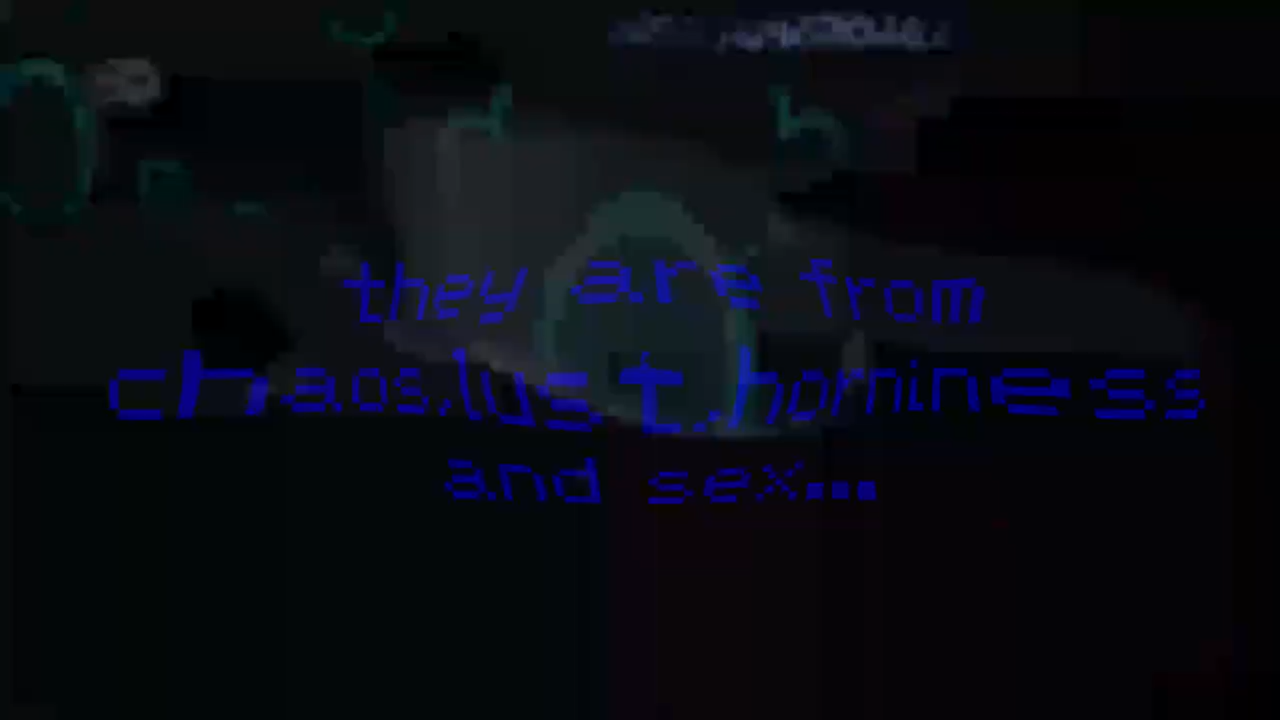 they are from
chaos,lust,horniness
and sex...